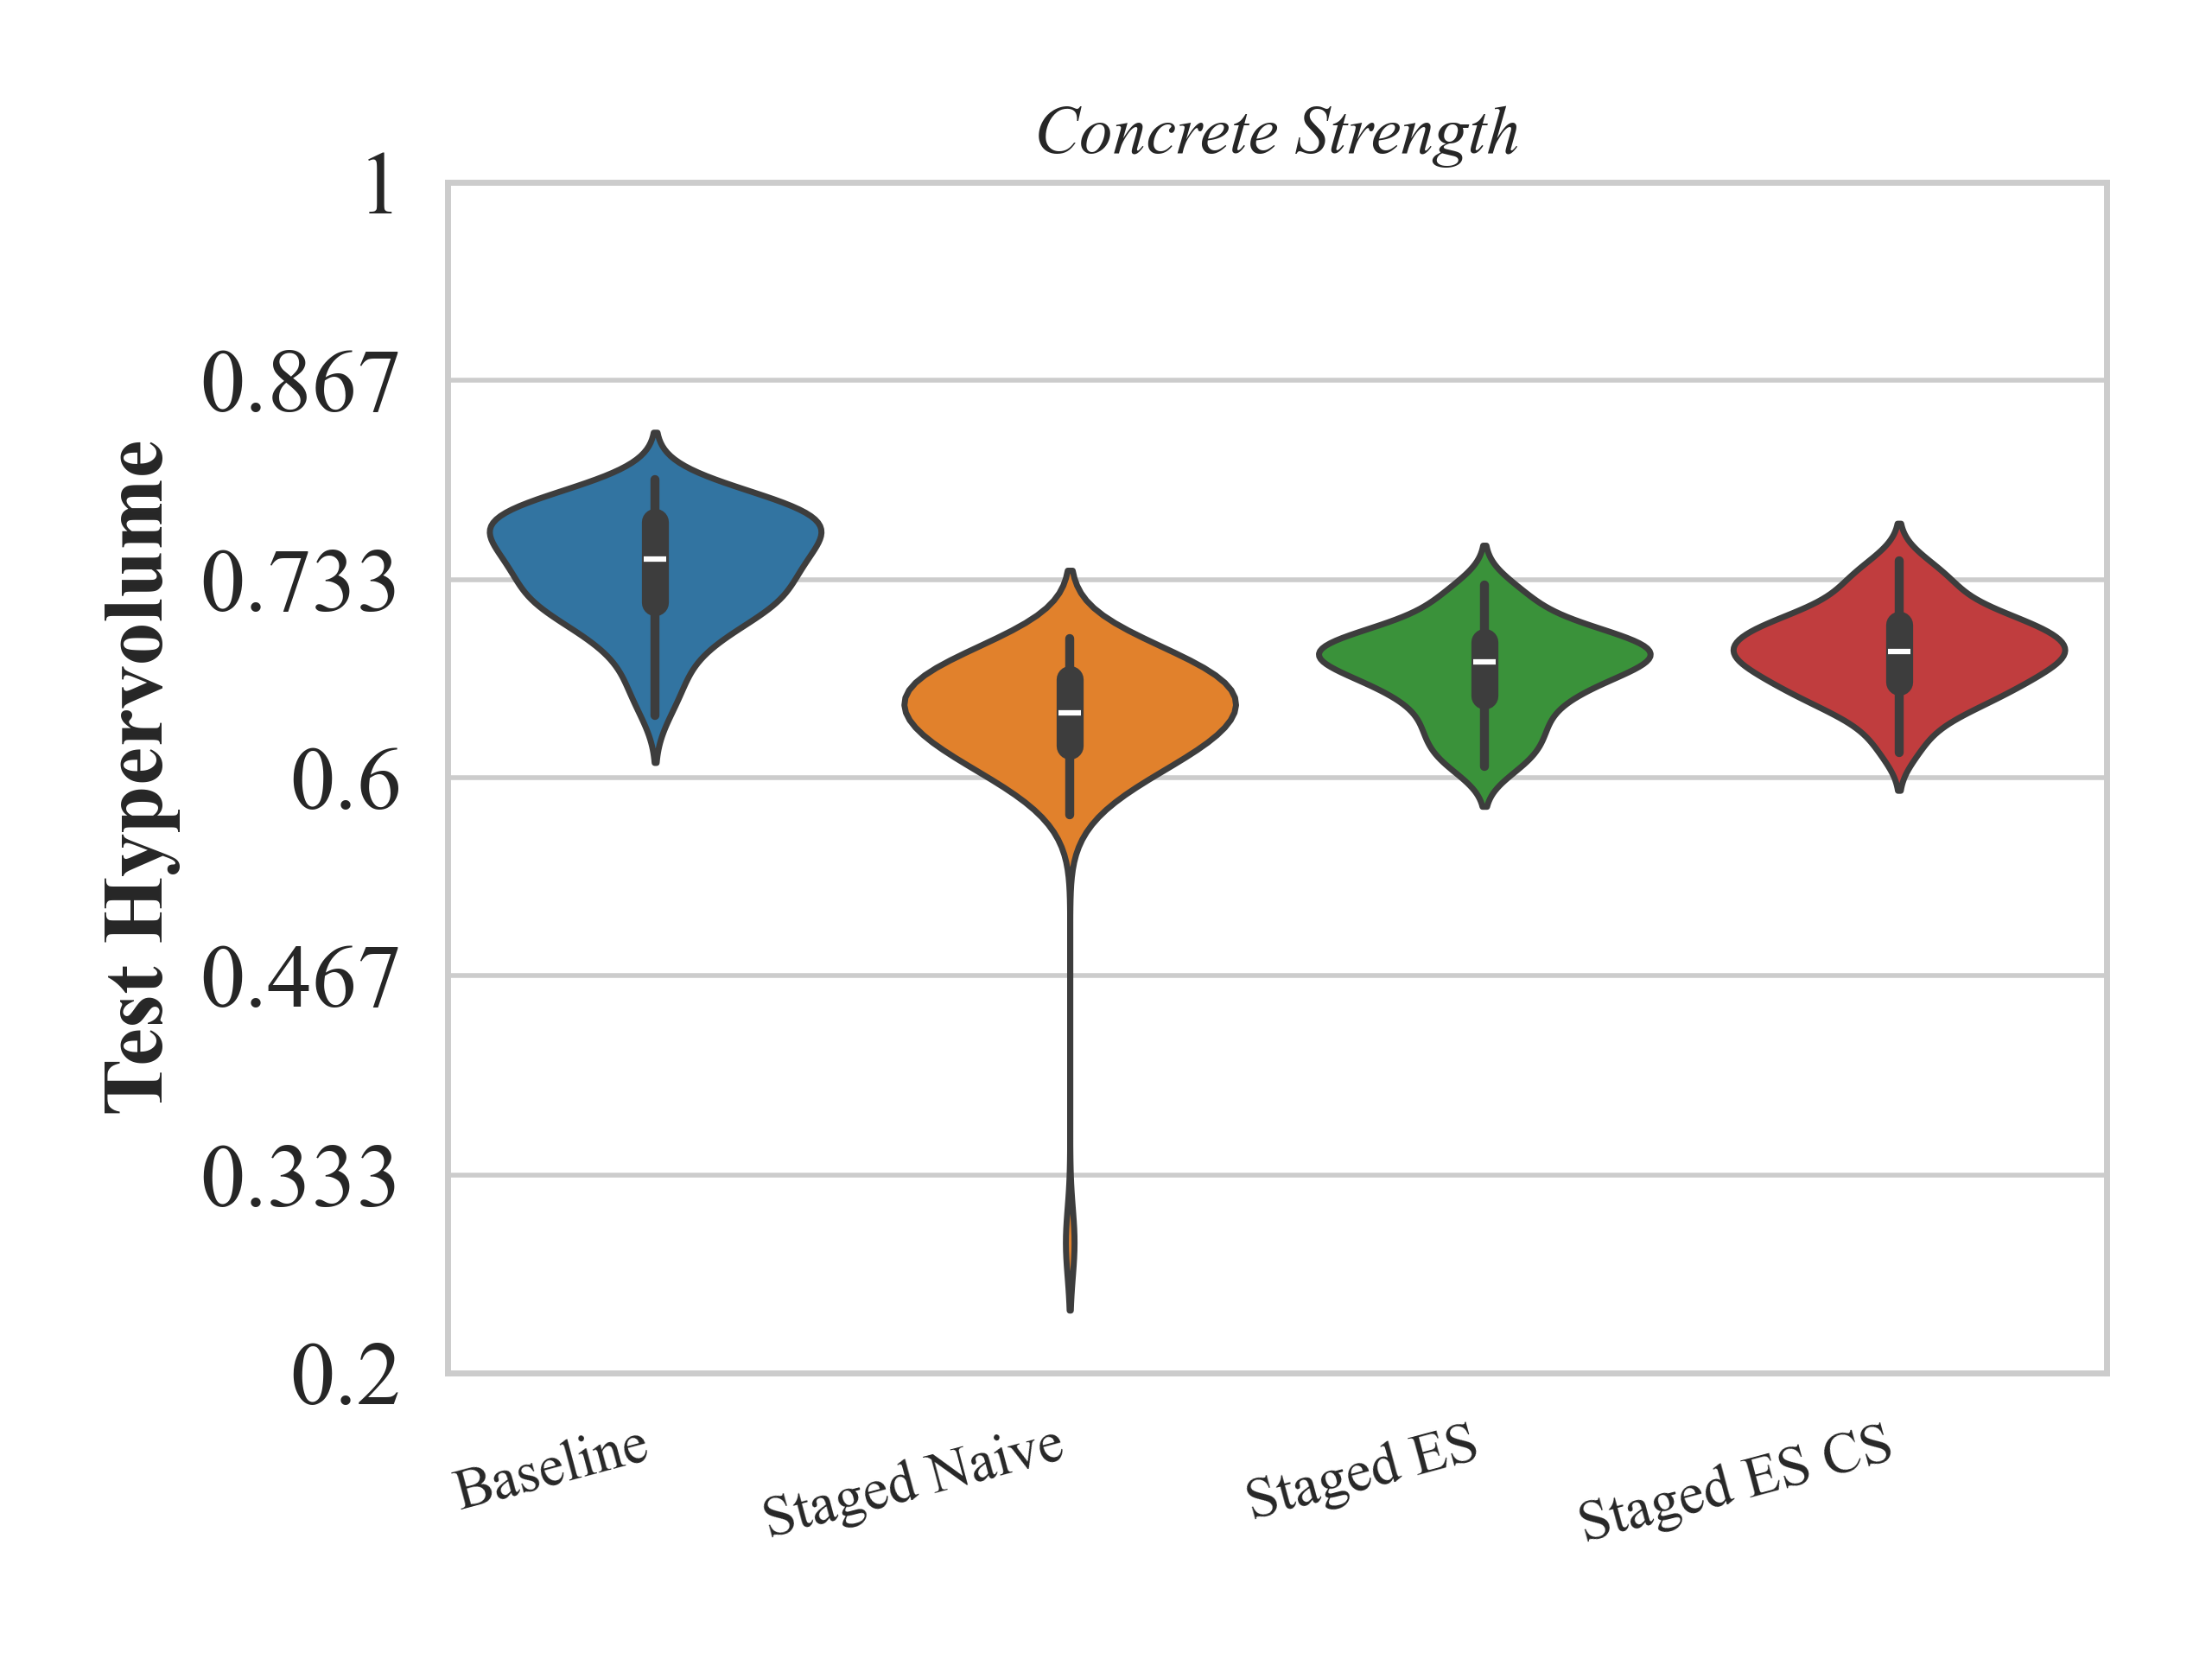 Concrete Strength
1
0.867
0.733
0.6
0.467
0.333
0.2
Test Hypervolume
Baseline
Staged Naive
Staged ES
Staged ES CS